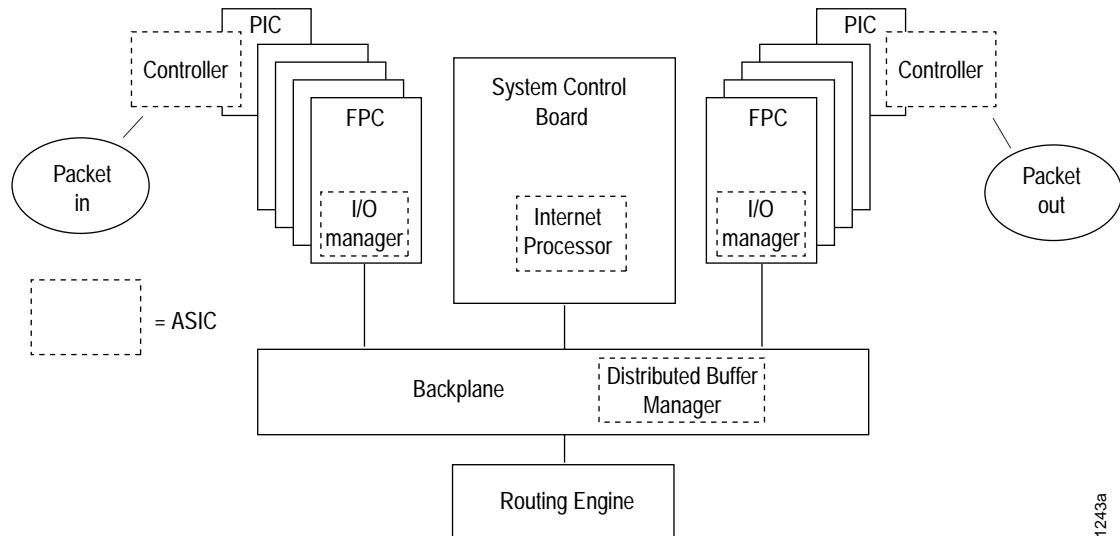 PIC
Controller
FPC
I/O
manager
Packet
in
System Control
Board
Internet
Processor
PIC
Controller
FPC
I/O
manager
Packet
out
= ASIC
Backplane
Distributed Buffer
Manager
Routing Engine
1243a